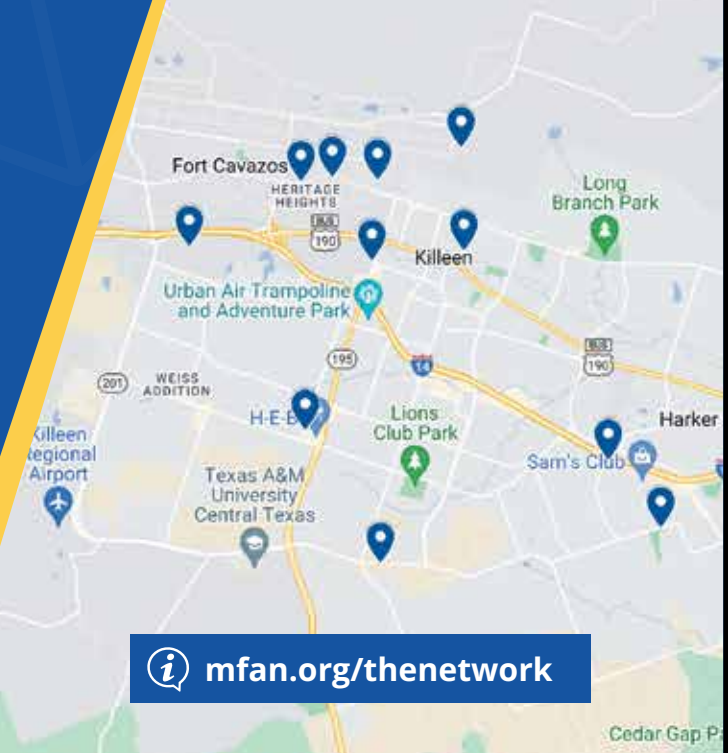 Fort Cavazos
HERITAGE
HEIGHTS
BUS
190
Long
Branch Park
Killeen
Urban Air Trampoline
and Adventure Park
195
14
BUS
190
201
WEISS
ADDITION
H-E-B
Lions
Club Park
Harker
Killeen
Regional
Airport
Sam's Club
Texas A&M
University
Central Texas
i mfan.org/thenetwork
Cedar Gap P